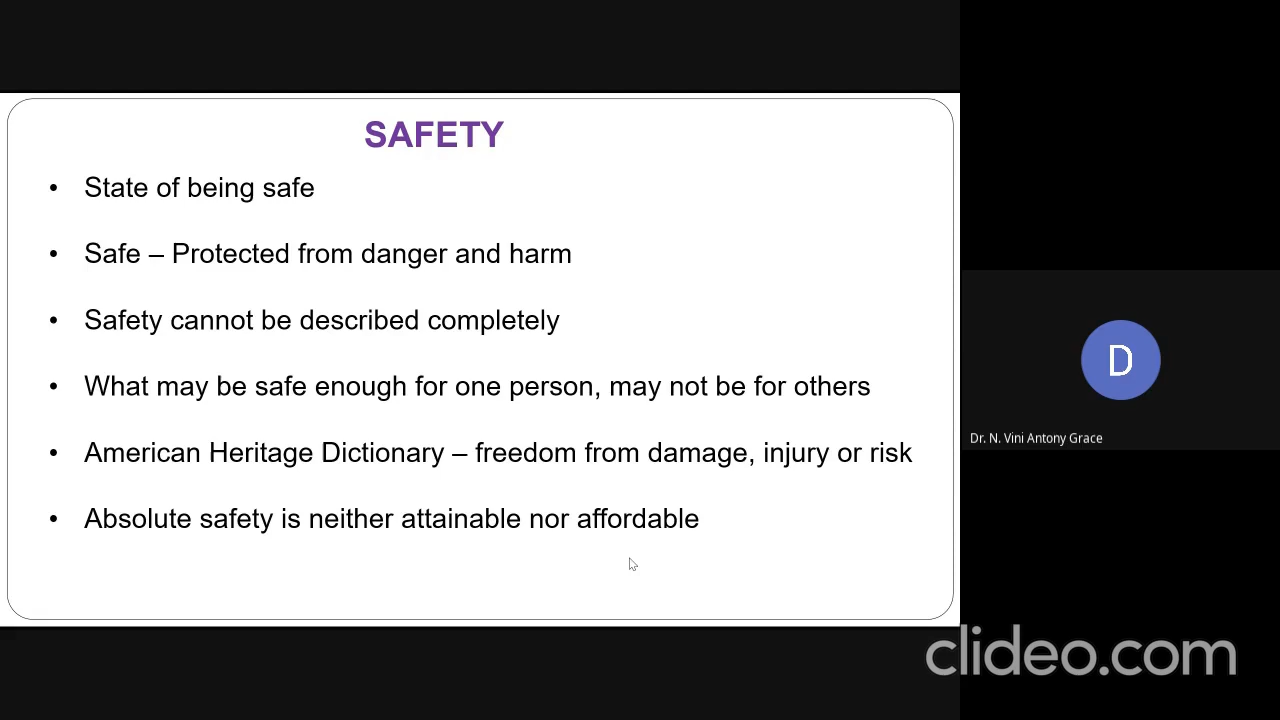 SAFETY
• State of being safe
• Safe – Protected from danger and harm
• Safety cannot be described completely
• What may be safe enough for one person, may not be for others
• American Heritage Dictionary – freedom from damage, injury or risk
• Absolute safety is neither attainable nor affordable
D
Dr. N. Vini Antony Grace
clideo.com